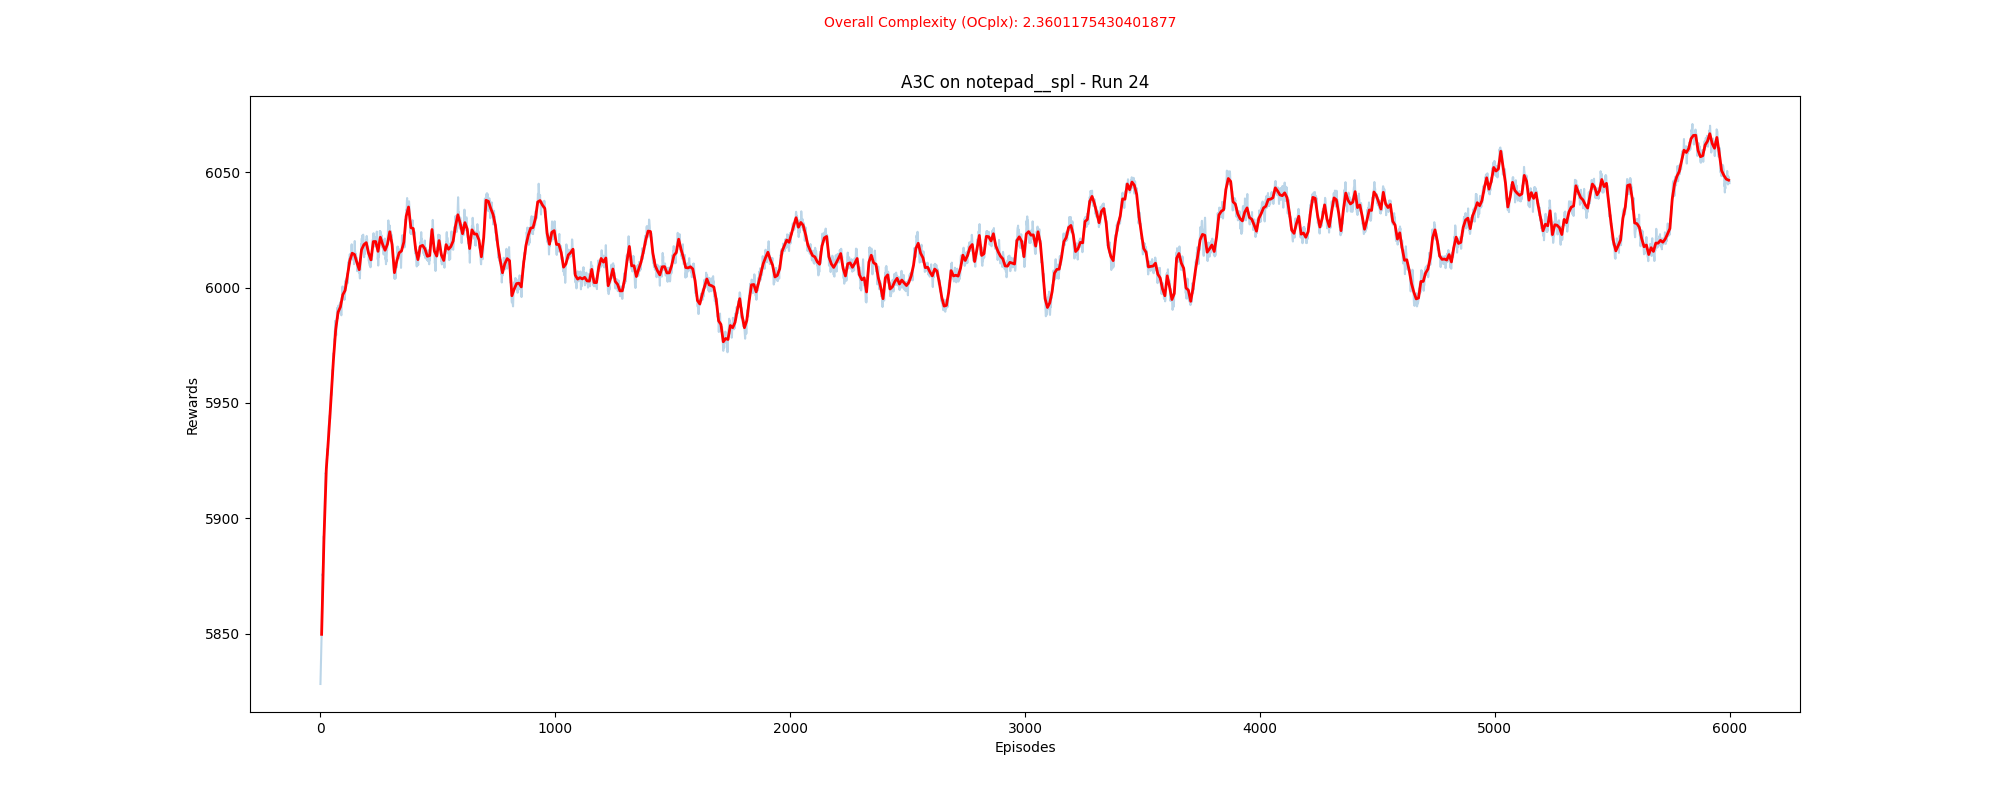 Overall Complexity (OCplx): 2.3601175430401877
A3C on notepad__spl - Run 24
6050
6000
5950
5900
5850
Rewards
0 1000 2000 3000 4000 5000 6000
Episodes